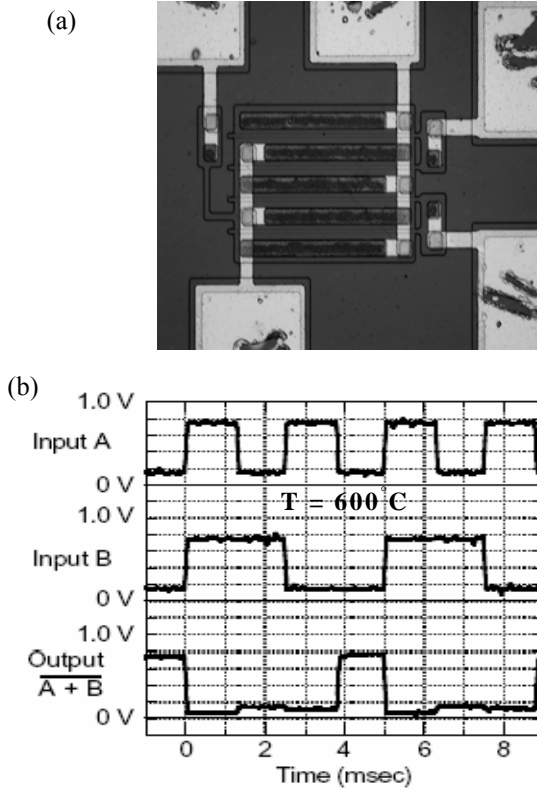 (a)
(b)
1.0 V
Input A
0 V
T = 600°C
1.0 V
Input B
0 V
1.0 V
Output
A + B
0 V
0 2 4 6 8
Time (msec)